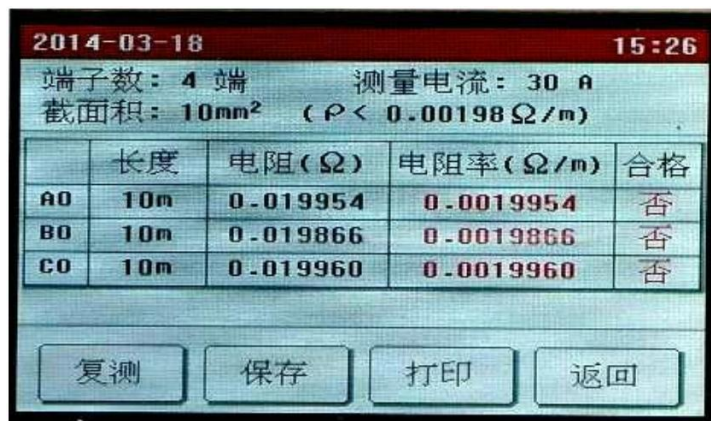 2014-03-18 15:26
端子数: 4 端 测量电流: 30 A
截面积: 10mm² (ρ< 0.00198Ω/m)
长度 电阻(Ω) 电阻率(Ω/m) 合格
A0 10m 0.019954 0.0019954 否
B0 10m 0.019866 0.0019866 否
C0 10m 0.019960 0.0019960 否
复测 保存 打印 返回